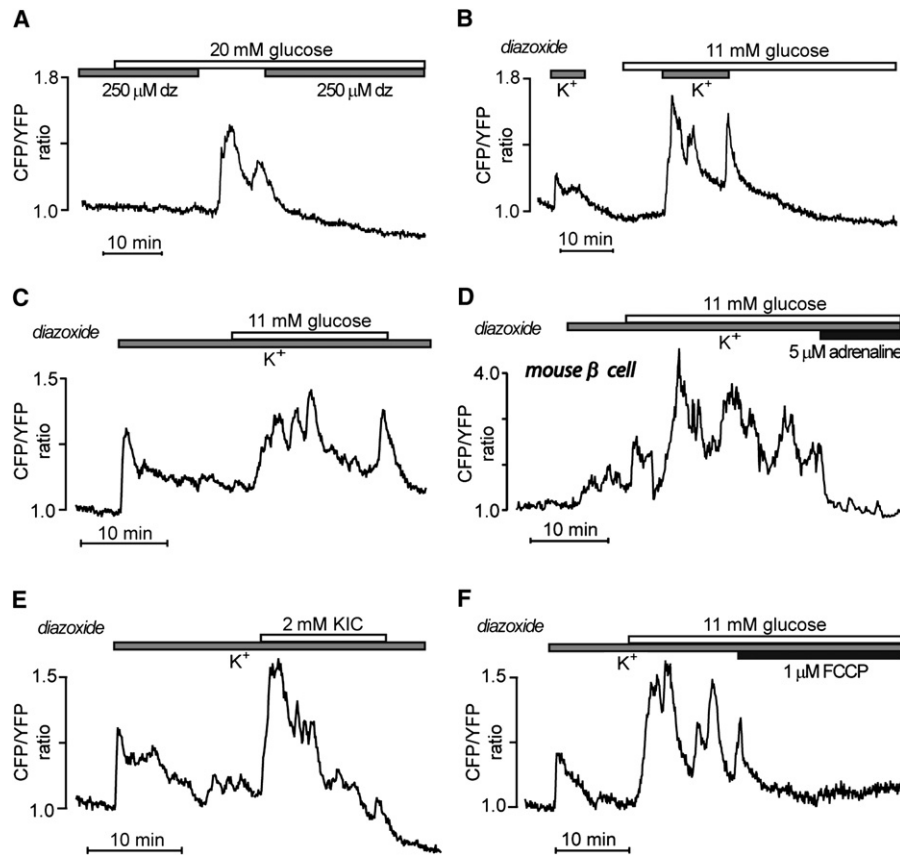 A
20 mM glucose
250 µM dz
250 µM dz
1.8
CFP/YFP
ratio
1.0
10 min
B
diazoxide
11 mM glucose
K+
K+
1.8
CFP/YFP
ratio
1.0
10 min
C
diazoxide
11 mM glucose
K+
1.5
CFP/YFP
ratio
1.0
10 min
D
diazoxide
11 mM glucose
K+
5 µM adrenaline
mouse β cell
4.0
CFP/YFP
ratio
1.0
10 min
E
diazoxide
2 mM KIC
K+
1.5
CFP/YFP
ratio
1.0
10 min
F
diazoxide
11 mM glucose
K+
1 µM FCCP
1.5
CFP/YFP
ratio
1.0
10 min